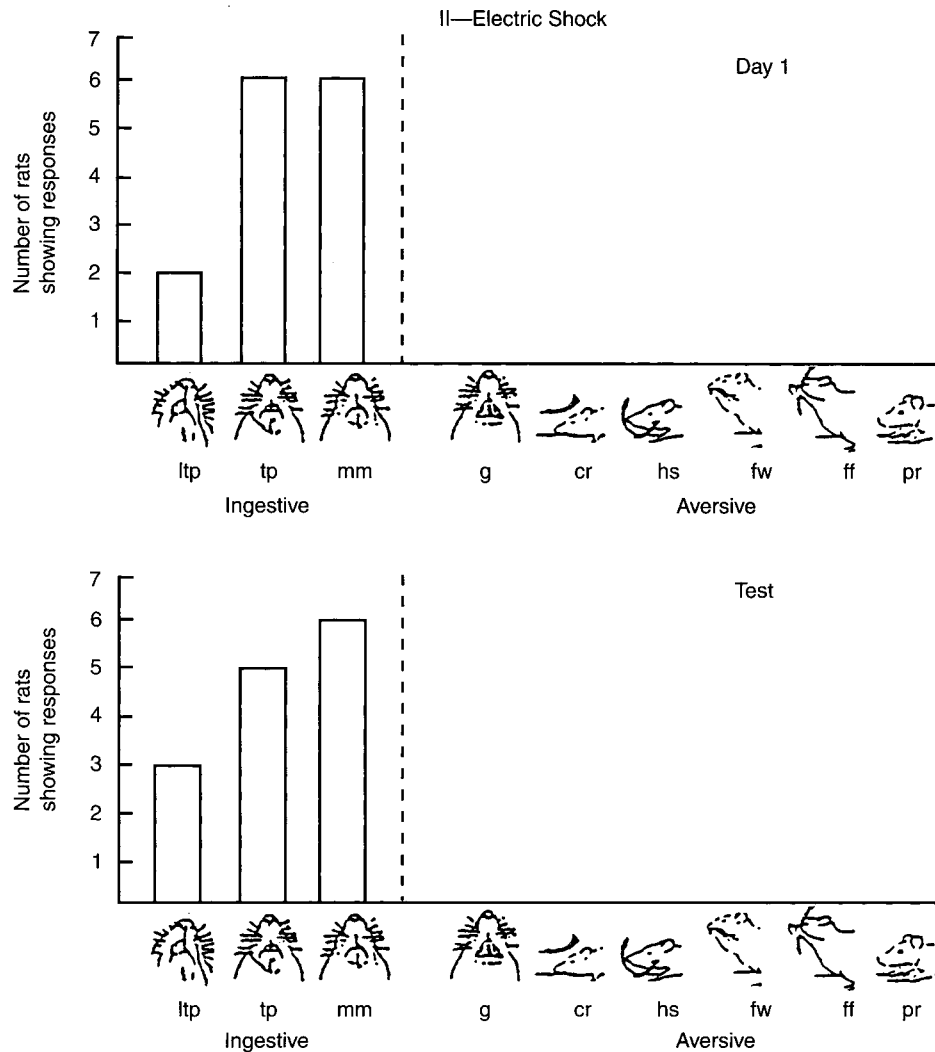 II—Electric Shock
Day 1
Number of rats
showing responses
7
6
5
4
3
2
1
ltp tp mm g cr hs fw ff pr
Ingestive Aversive
Test
Number of rats
showing responses
7
6
5
4
3
2
1
ltp tp mm g cr hs fw ff pr
Ingestive Aversive